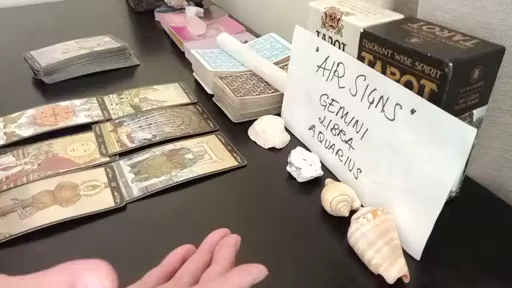 TAROT
RADIANT WISE SPIRIT
TAROT
"AIR SIGNS"
GEMINI
LIBRA
AQUARIUS